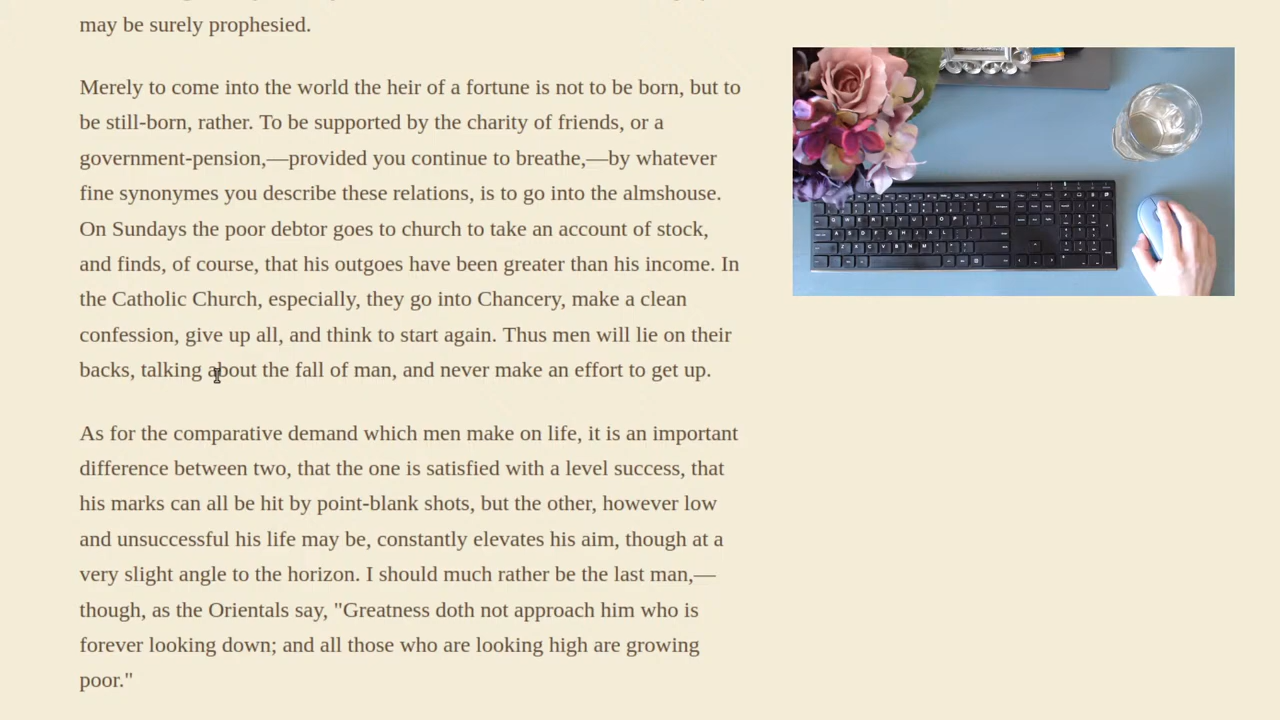 may be surely prophesied.
Merely to come into the world the heir of a fortune is not to be born, but to
be still-born, rather. To be supported by the charity of friends, or a
government-pension,—provided you continue to breathe,—by whatever
fine synonymes you describe these relations, is to go into the almshouse.
On Sundays the poor debtor goes to church to take an account of stock,
and finds, of course, that his outgoes have been greater than his income. In
the Catholic Church, especially, they go into Chancery, make a clean
confession, give up all, and think to start again. Thus men will lie on their
backs, talking about the fall of man, and never make an effort to get up.
As for the comparative demand which men make on life, it is an important
difference between two, that the one is satisfied with a level success, that
his marks can all be hit by point-blank shots, but the other, however low
and unsuccessful his life may be, constantly elevates his aim, though at a
very slight angle to the horizon. I should much rather be the last man,—
though, as the Orientals say, "Greatness doth not approach him who is
forever looking down; and all those who are looking high are growing
poor."